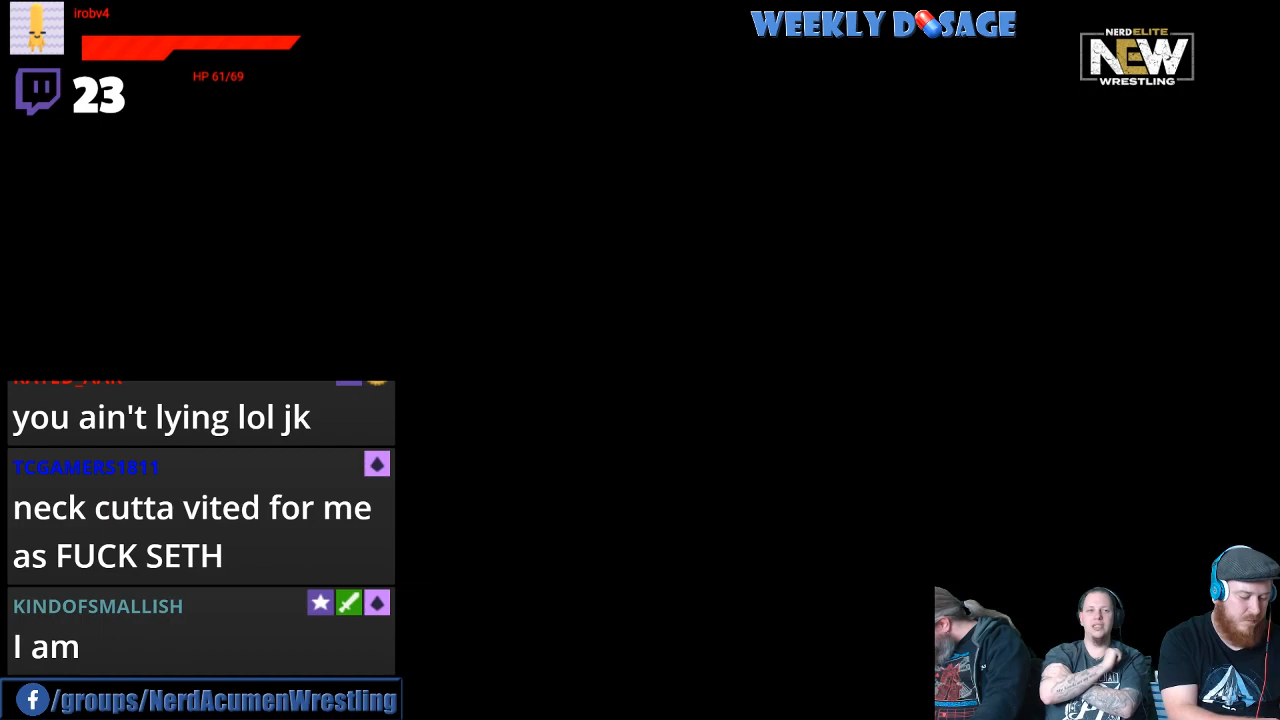 irobv4
HP 61/69
23
WEEKLY DOSAGE
NERD ELITE
NEW
WRESTLING
you ain't lying lol jk
TCGAMERS1811
neck cutta vited for me
as FUCK SETH
KINDOFSMALLISH
I am
/groups/NerdAcumenWrestling